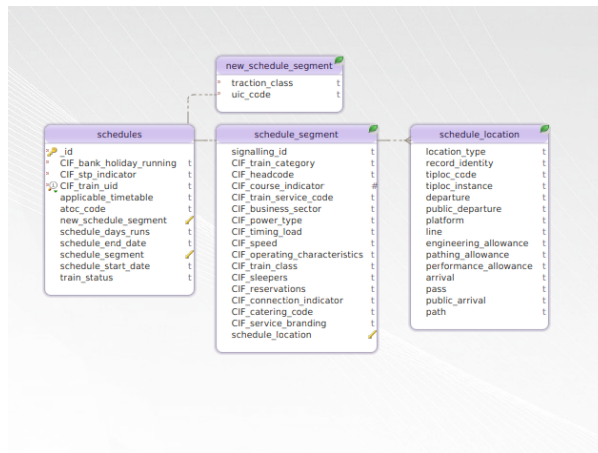 new_schedule_segment
traction_class t
uic_code t
schedules
_id
CIF_bank_holiday_running t
CIF_stp_indicator t
CIF_train_uid t
applicable_timetable t
atoc_code t
new_schedule_segment
schedule_days_runs t
schedule_end_date t
schedule_segment
schedule_start_date t
train_status t
schedule_segment
signalling_id t
CIF_train_category t
CIF_headcode t
CIF_course_indicator #
CIF_train_service_code t
CIF_business_sector t
CIF_power_type t
CIF_timing_load t
CIF_speed t
CIF_operating_characteristics t
CIF_train_class t
CIF_sleepers t
CIF_reservations t
CIF_connection_indicator t
CIF_catering_code t
CIF_service_branding t
schedule_location
schedule_location
location_type t
record_identity t
tiploc_code t
tiploc_instance t
departure t
public_departure t
platform t
line t
engineering_allowance t
pathing_allowance t
performance_allowance t
arrival t
pass t
public_arrival t
path t